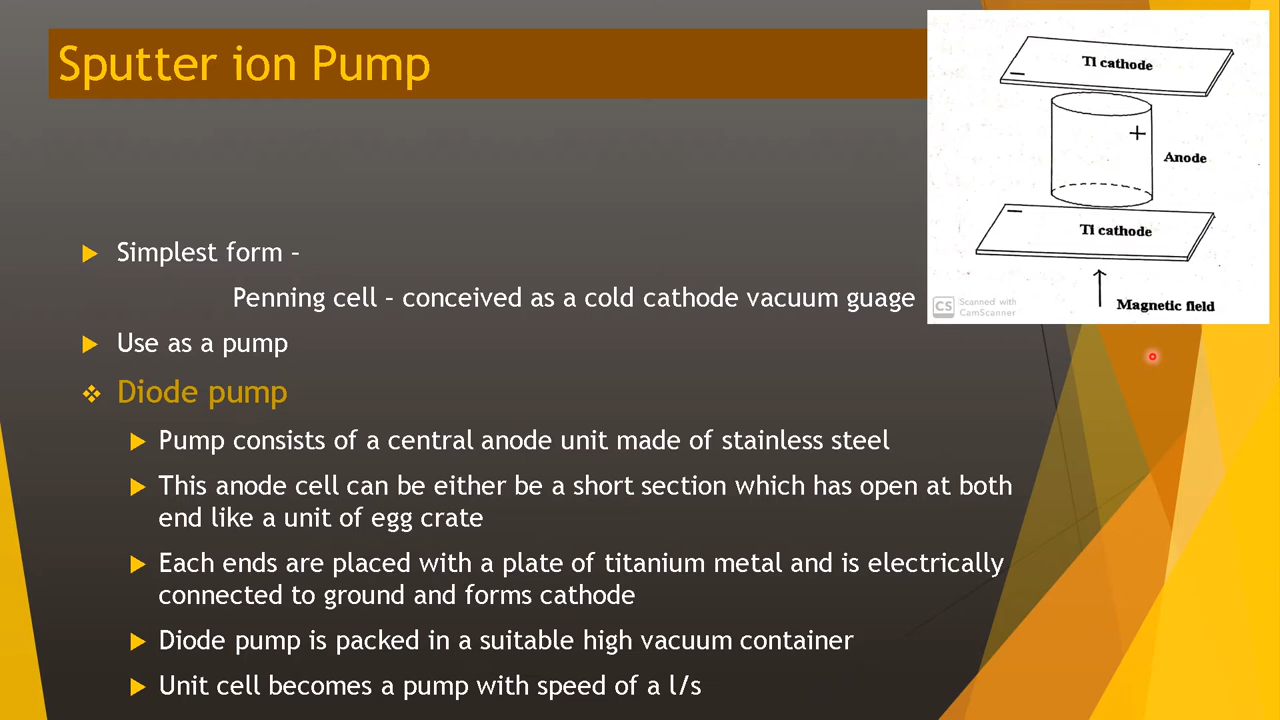 Sputter ion Pump
Ti cathode
+
Anode
Ti cathode
Magnetic field
CS Scanned with
CamScanner
Simplest form –
Penning cell – conceived as a cold cathode vacuum guage
Use as a pump
Diode pump
Pump consists of a central anode unit made of stainless steel
This anode cell can be either be a short section which has open at both
end like a unit of egg crate
Each ends are placed with a plate of titanium metal and is electrically
connected to ground and forms cathode
Diode pump is packed in a suitable high vacuum container
Unit cell becomes a pump with speed of a l/s